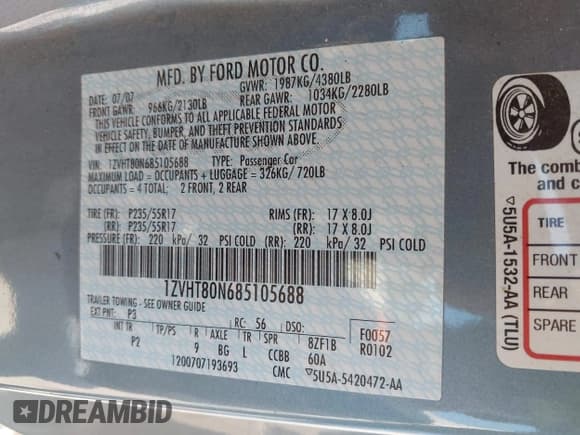 MFD. BY FORD MOTOR CO.
DATE: 07/07 GVWR: 1987KG/4380LB
FRONT GAWR: 966KG/2130LB REAR GAWR: 1034KG/2280LB
THIS VEHICLE CONFORMS TO ALL APPLICABLE FEDERAL MOTOR
VEHICLE SAFETY, BUMPER, AND THEFT PREVENTION STANDARDS
IN EFFECT ON THE DATE OF MANUFACTURE SHOWN ABOVE.
VIN: 1ZVHT80N685105688 TYPE: Passenger Car
MAXIMUM LOAD = OCCUPANTS + LUGGAGE = 326KG/720LB
OCCUPANTS = 4 TOTAL: 2 FRONT, 2 REAR
TIRE: (FR) P235/55R17 RIMS: (FR) 17 X 8.0J
(RR) P235/55R17 (RR) 17 X 8.0J
PRESSURE: (FR) 220 kPa/ 32 PSI COLD (RR) 220 kPa/ 32 PSI COLD
1ZVHT80N685105688
TRAILER TOWING - SEE OWNER GUIDE
EXT PNT: P3 RC: 56 DSO: F0057
INT TR TP/PS R AXLE TR SPR BZF1B R0102
P2 9 BG L CCBB 60A
1200707193693 CMC ▽5U5A-5420472-AA
▽5U5A-1532-AA (TLU)
The comb
and c
TIRE
FRONT
REAR
SPARE
DREAMBID